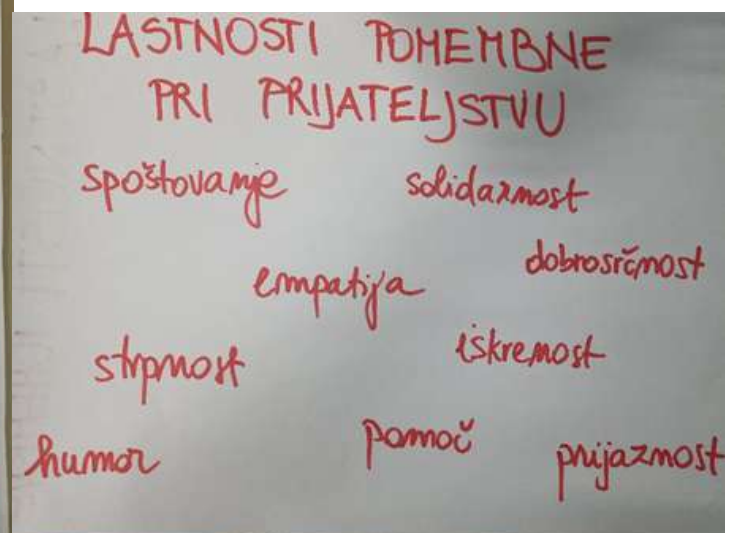 LASTNOSTI POMEMBNE
PRI PRIJATELJSTVU
spoštovanje
solidarnost
dobrosrčnost
empatija
iskrenost
strpnost
pomoč
humor
prijaznost